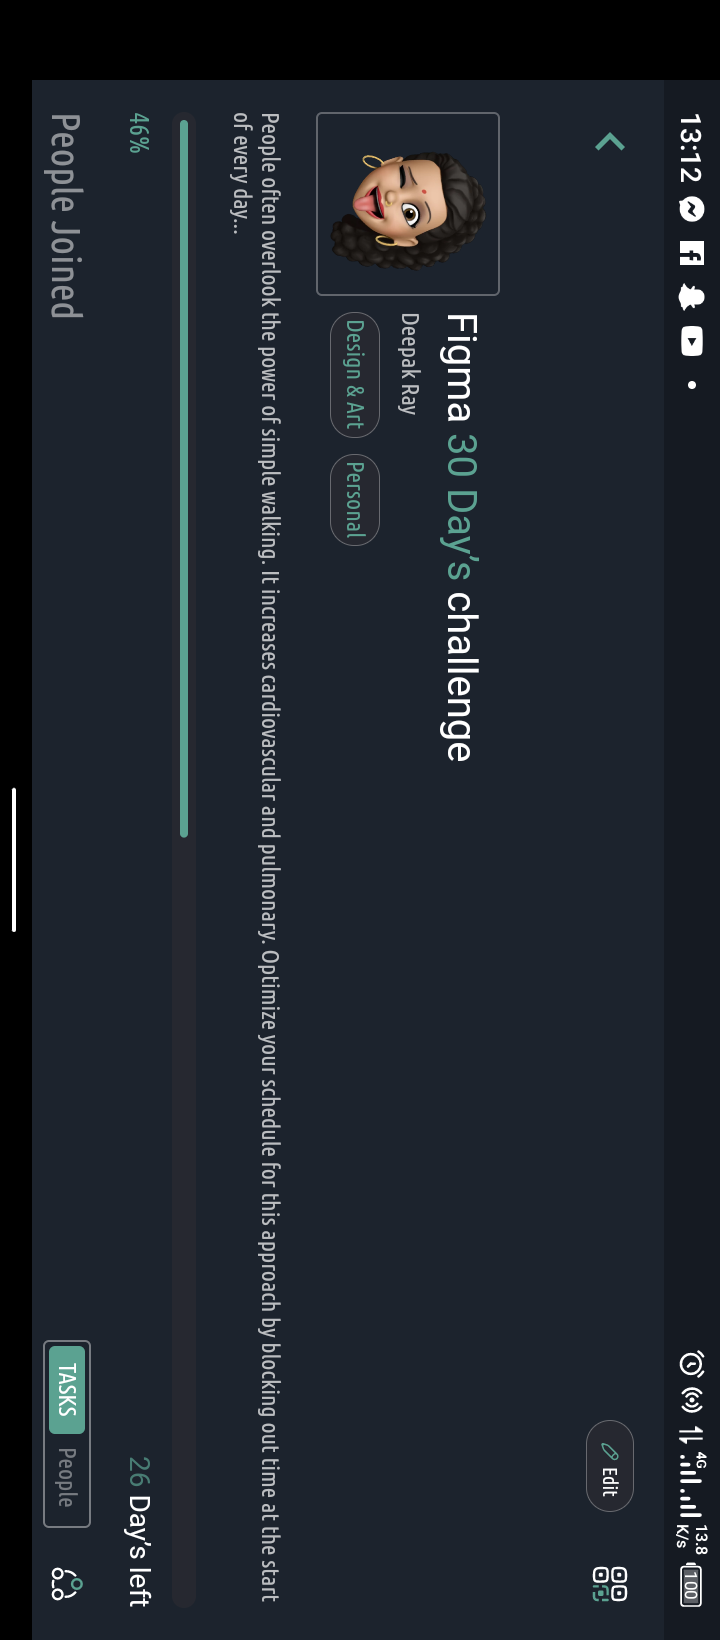 13:12
4G
13.8
K/s
100
Edit
Figma 30 Day's challenge
Deepak Ray
Design & Art
Personal
People often overlook the power of simple walking. It increases cardiovascular and pulmonary. Optimize your schedule for this approach by blocking out time at the start
of every day...
46%
26 Day's left
People Joined
TASKS
People